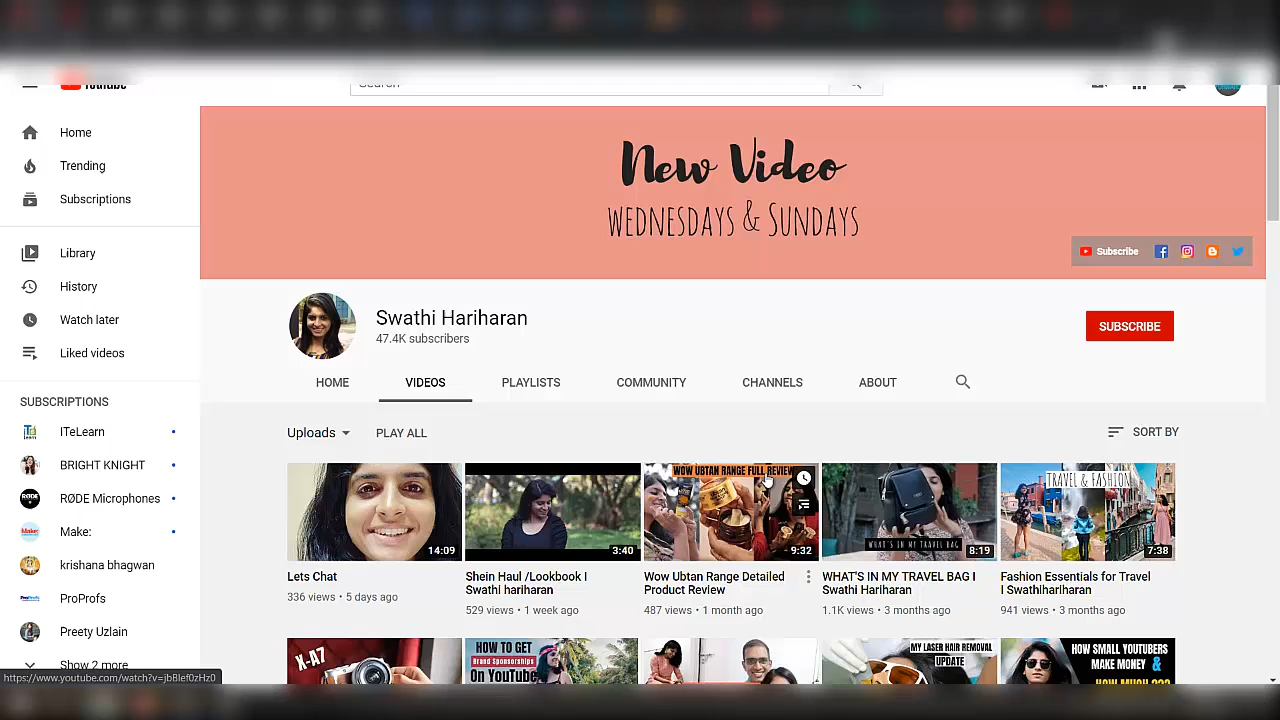 YouTube
Search
Home
Trending
Subscriptions
Library
History
Watch later
Liked videos
SUBSCRIPTIONS
ITeLearn
BRIGHT KNIGHT
RØDE Microphones
Make:
krishana bhagwan
ProProfs
Preety Uzlain
Show 2 more
https://www.youtube.com/watch?v=jbBIef0zHz0
New Video
WEDNESDAYS & SUNDAYS
Subscribe
Swathi Hariharan
47.4K subscribers
SUBSCRIBE
HOME VIDEOS PLAYLISTS COMMUNITY CHANNELS ABOUT
Uploads PLAY ALL SORT BY
14:09
Lets Chat
336 views • 5 days ago
3:40
Shein Haul /Lookbook I
Swathi hariharan
529 views • 1 week ago
WOW UBTAN RANGE FULL REVIEW
9:32
Wow Ubtan Range Detailed
Product Review
487 views • 1 month ago
WHAT'S IN MY TRAVEL BAG
8:19
WHAT'S IN MY TRAVEL BAG I
Swathi Hariharan
1.1K views • 3 months ago
TRAVEL & FASHION
7:38
Fashion Essentials for Travel
I Swathihariharan
941 views • 3 months ago
X-A7
HOW TO GET
Brand Sponsorships
On YouTube
MY LASER HAIR REMOVAL
UPDATE
HOW SMALL YOUTUBERS
MAKE MONEY &
HOW MUCH ???